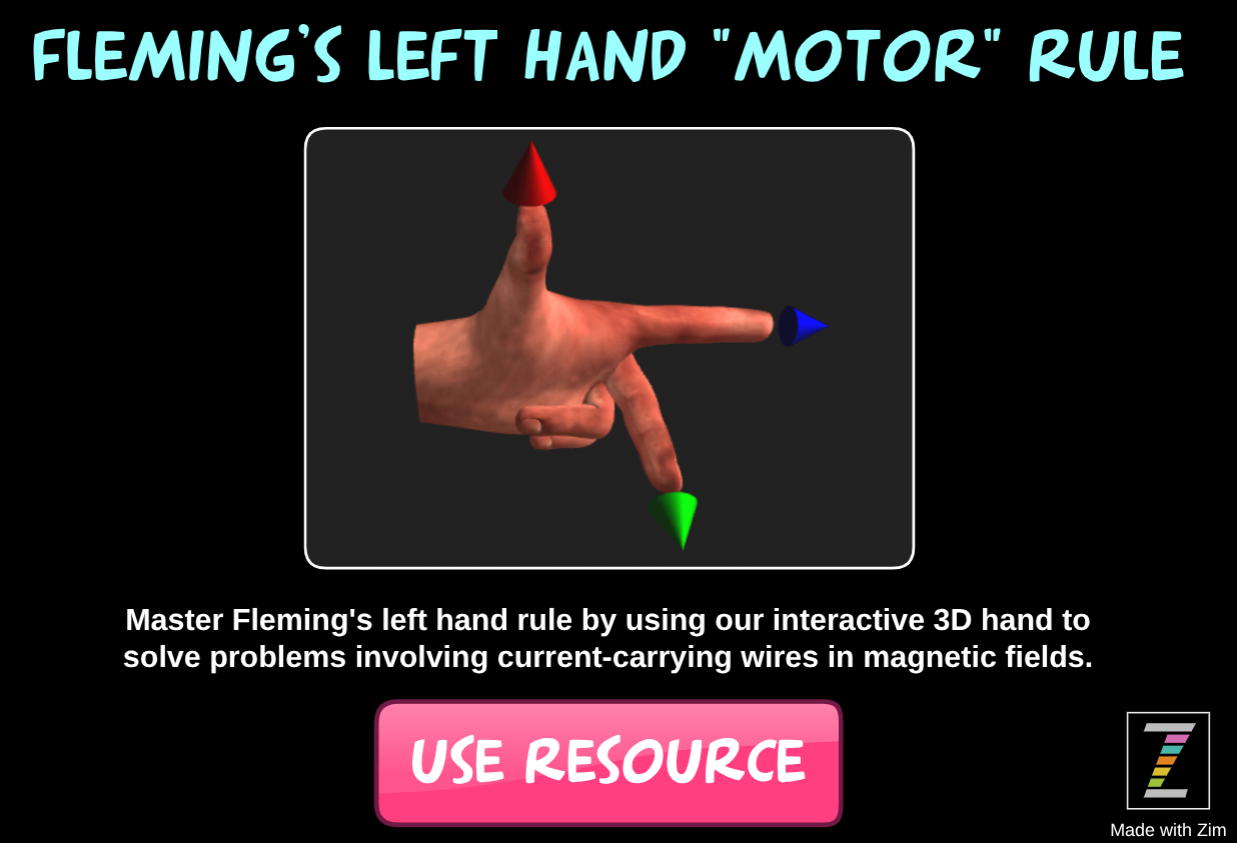 FLEMING'S LEFT HAND "MOTOR" RULE
Master Fleming's left hand rule by using our interactive 3D hand to
solve problems involving current-carrying wires in magnetic fields.
USE RESOURCE
Z
Made with Zim